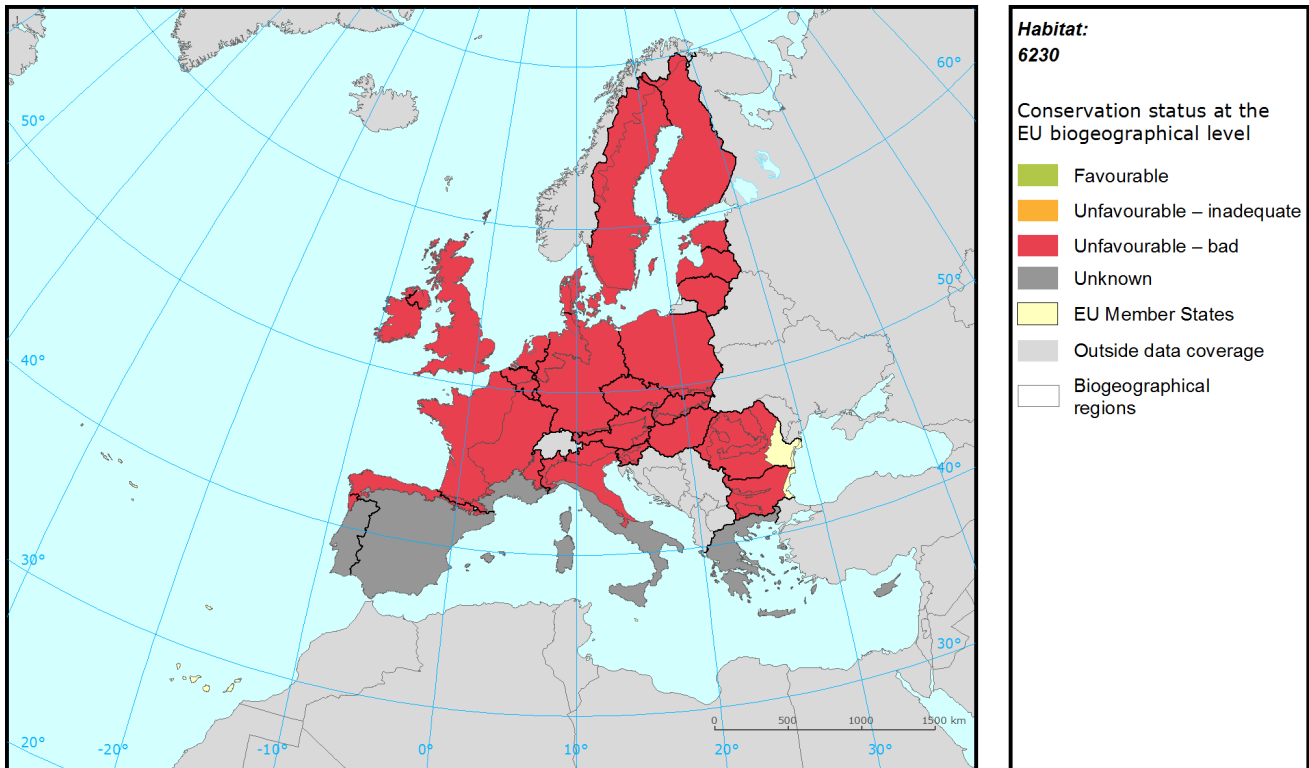 60°
50°
50°
40°
40°
30°
30°
20°
-20°
-10°
0°
10°
20°
30°
0 500 1000 1500 km
Habitat:
6230
Conservation status at the
EU biogeographical level
Favourable
Unfavourable – inadequate
Unfavourable – bad
Unknown
EU Member States
Outside data coverage
Biogeographical
regions